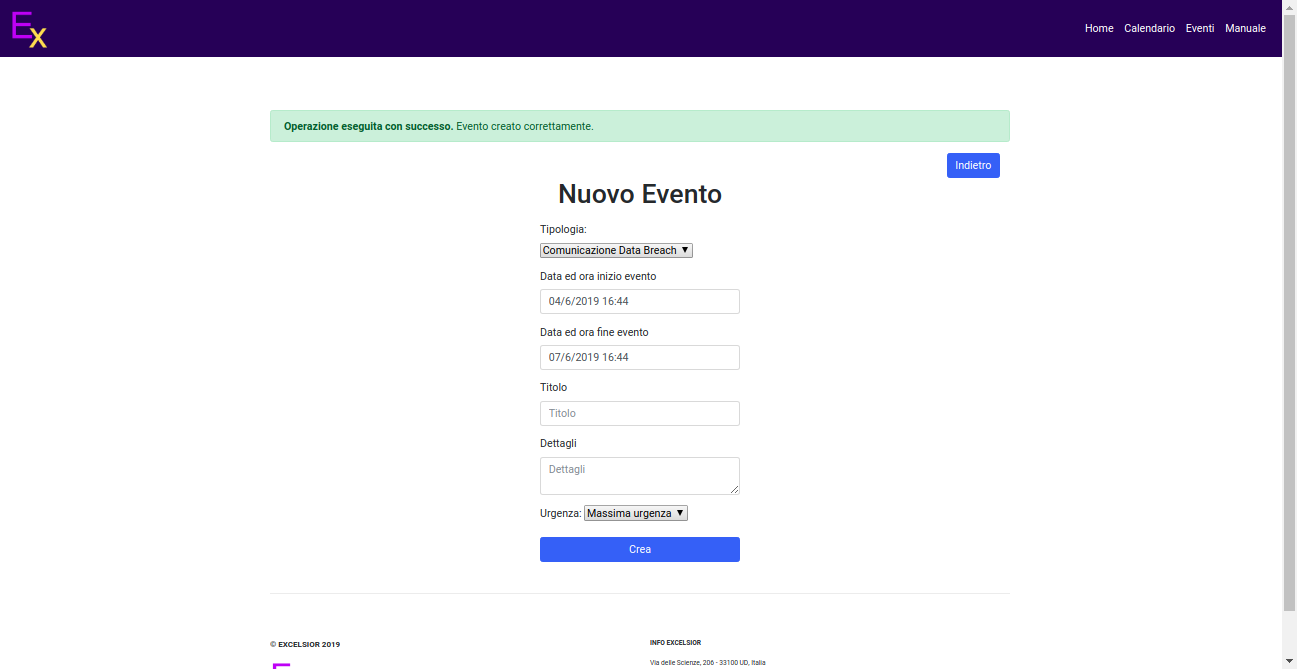 Ex
Home Calendario Eventi Manuale
Operazione eseguita con successo. Evento creato correttamente.
Indietro
Nuovo Evento
Tipologia:
Comunicazione Data Breach
Data ed ora inizio evento
04/6/2019 16:44
Data ed ora fine evento
07/6/2019 16:44
Titolo
Titolo
Dettagli
Dettagli
Urgenza: Massima urgenza
Crea
© EXCELSIOR 2019
INFO EXCELSIOR
Via delle Scienze, 206 - 33100 UD, Italia